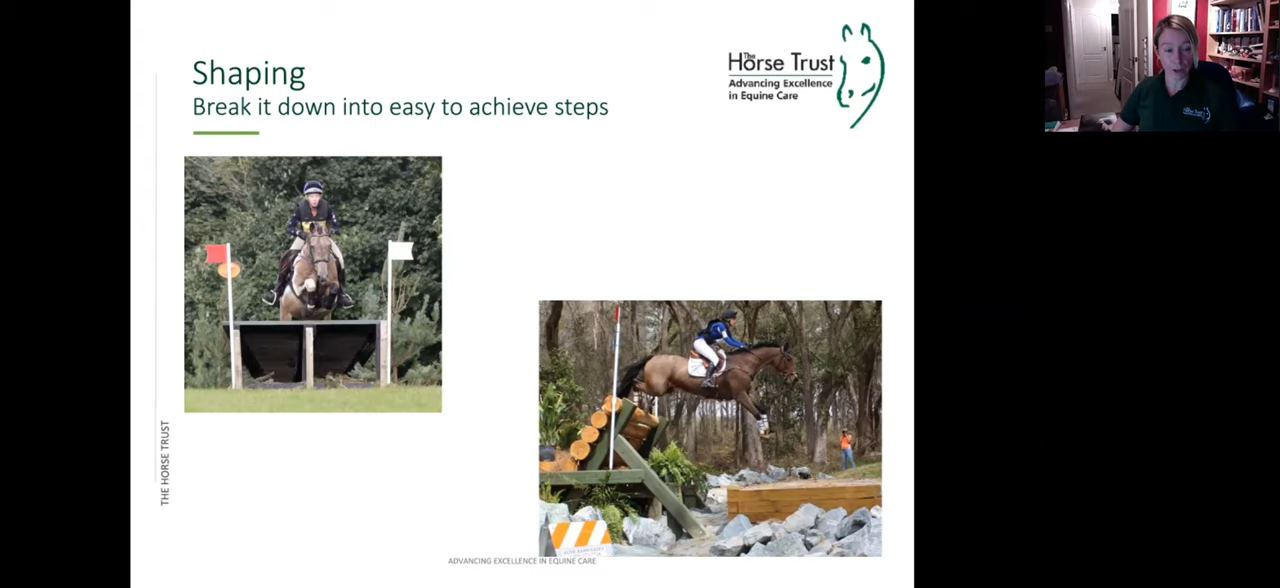 Shaping
Break it down into easy to achieve steps
The
Horse Trust
Advancing Excellence
in Equine Care
THE HORSE TRUST
ADVANCING EXCELLENCE IN EQUINE CARE